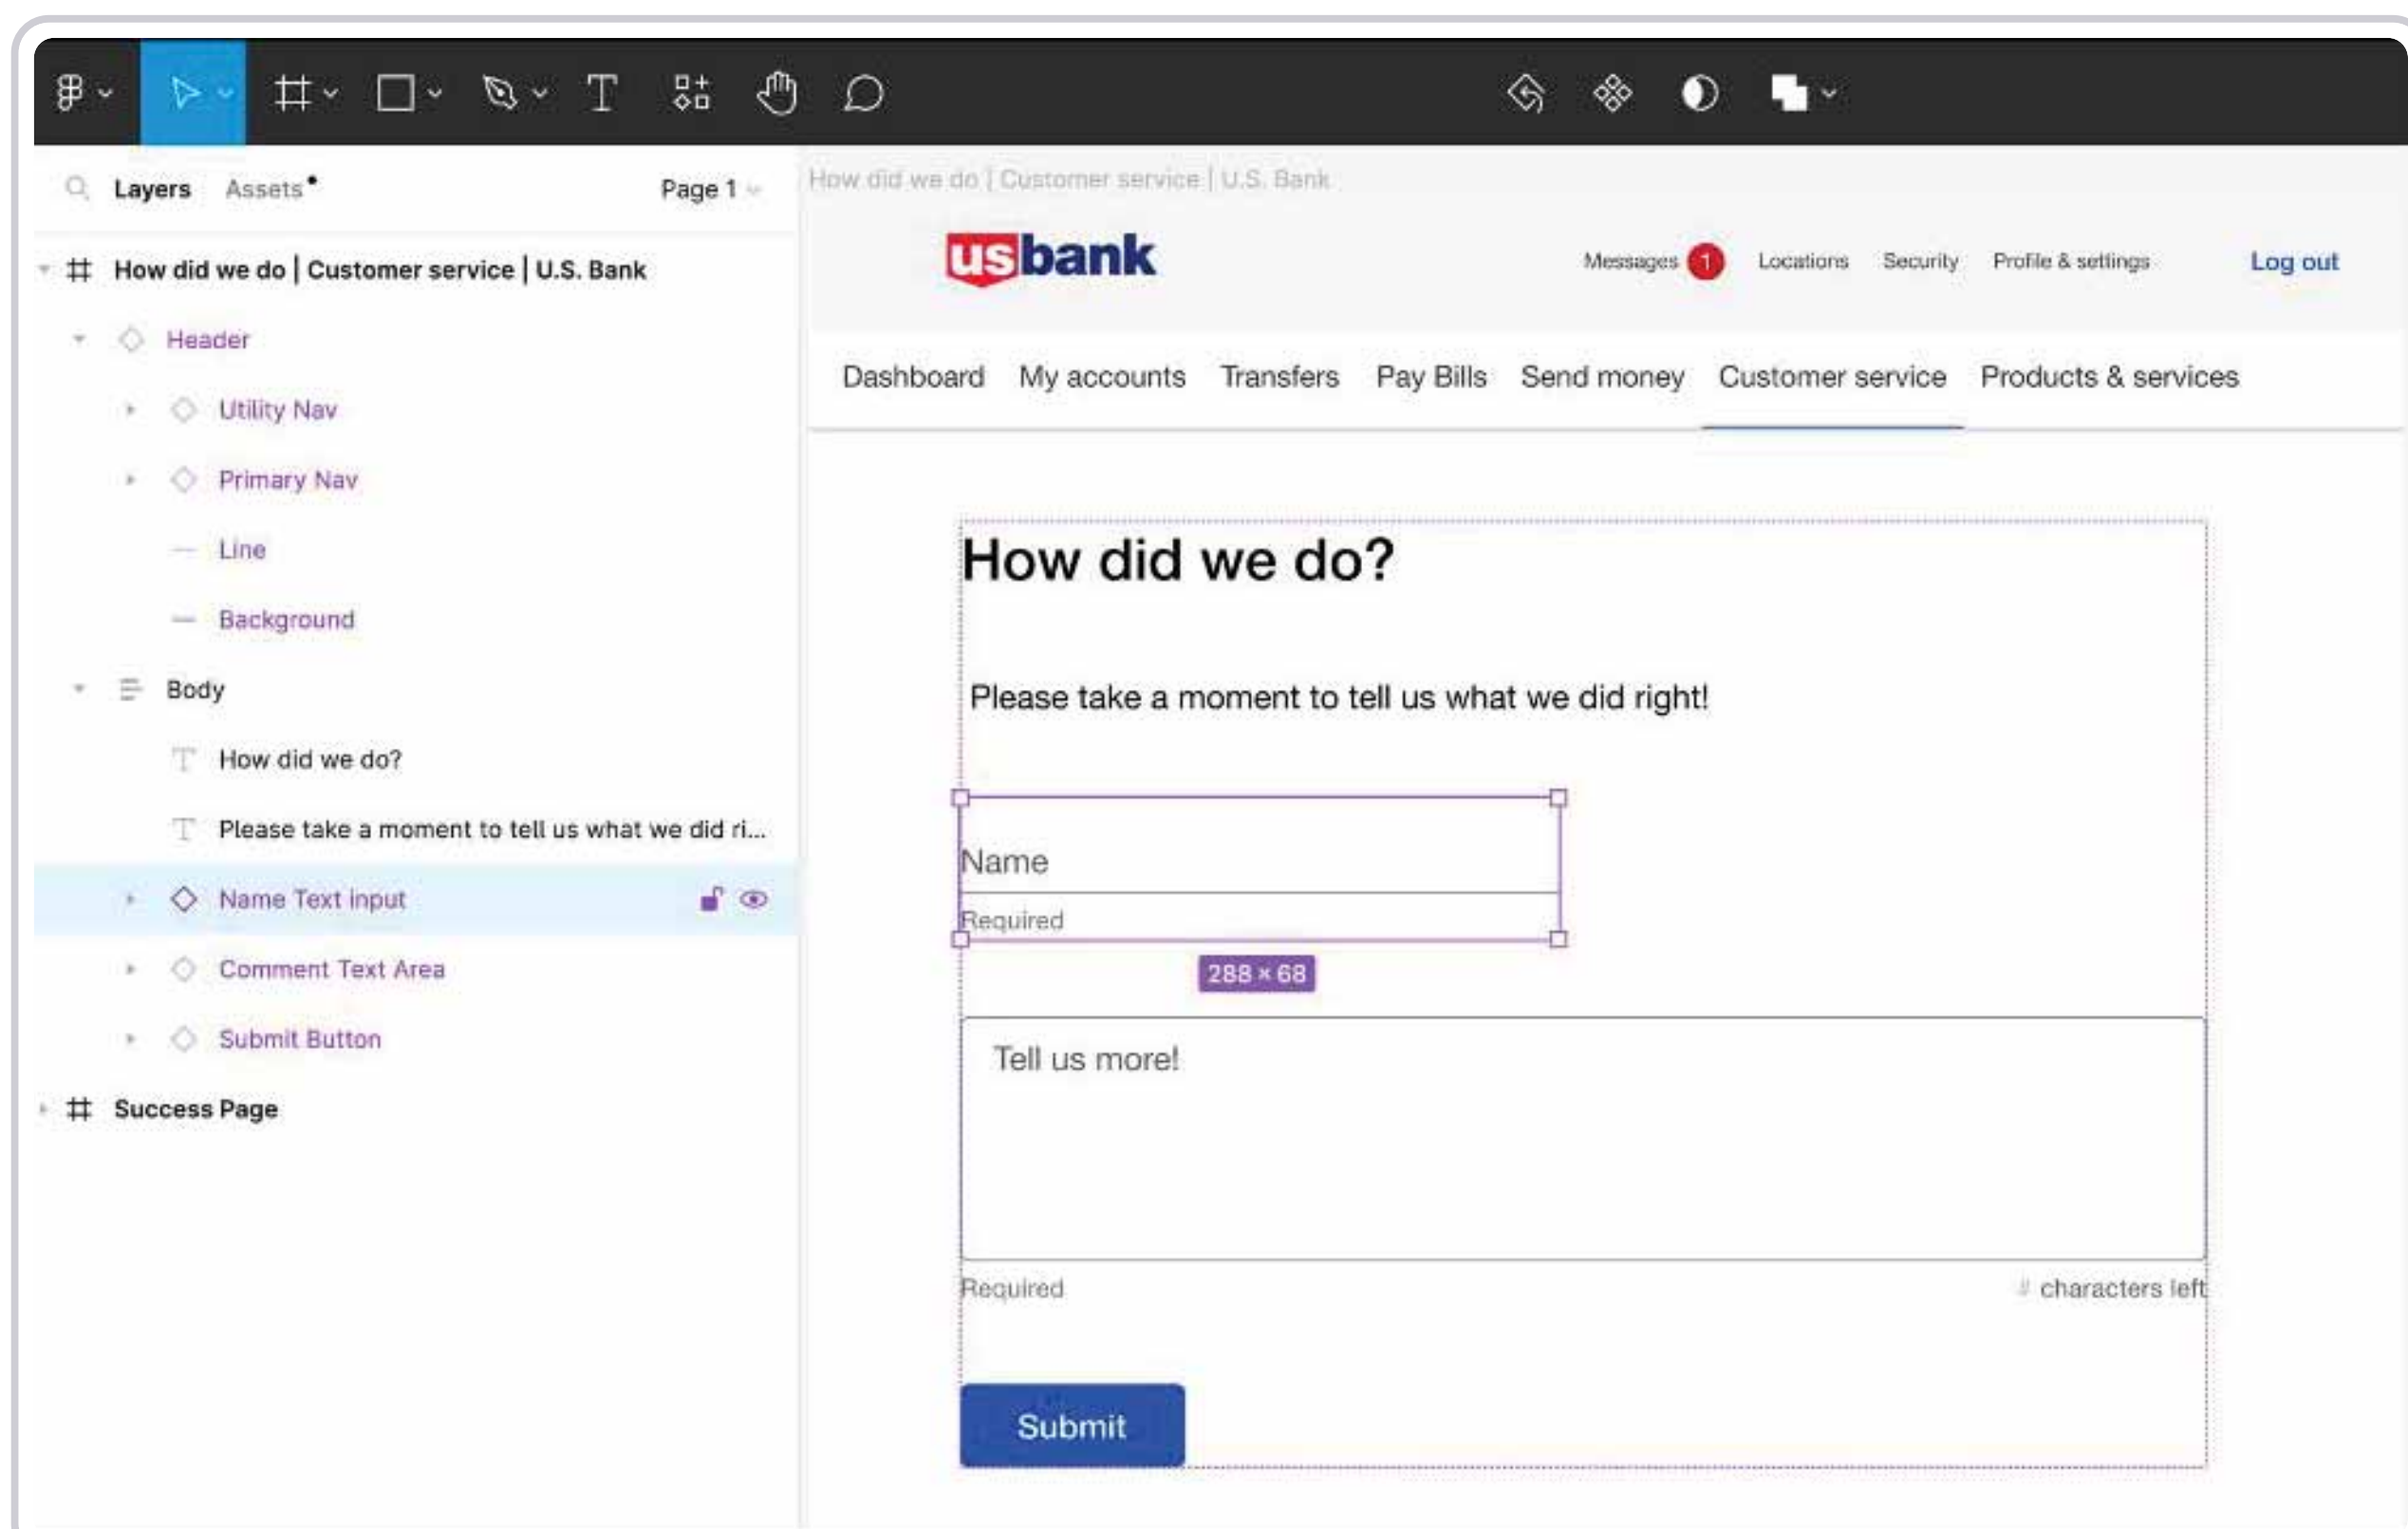 Layers Assets Page 1
How did we do | Customer service | U.S. Bank
Header
Utility Nav
Primary Nav
Line
Background
Body
How did we do?
Please take a moment to tell us what we did ri...
Name Text input
Comment Text Area
Submit Button
Success Page
How did we do | Customer service | U.S. Bank
usbank
Messages 1 Locations Security Profile & settings Log out
Dashboard My accounts Transfers Pay Bills Send money Customer service Products & services
How did we do?
Please take a moment to tell us what we did right!
Name
Required
288 × 68
Tell us more!
Required # characters left
Submit